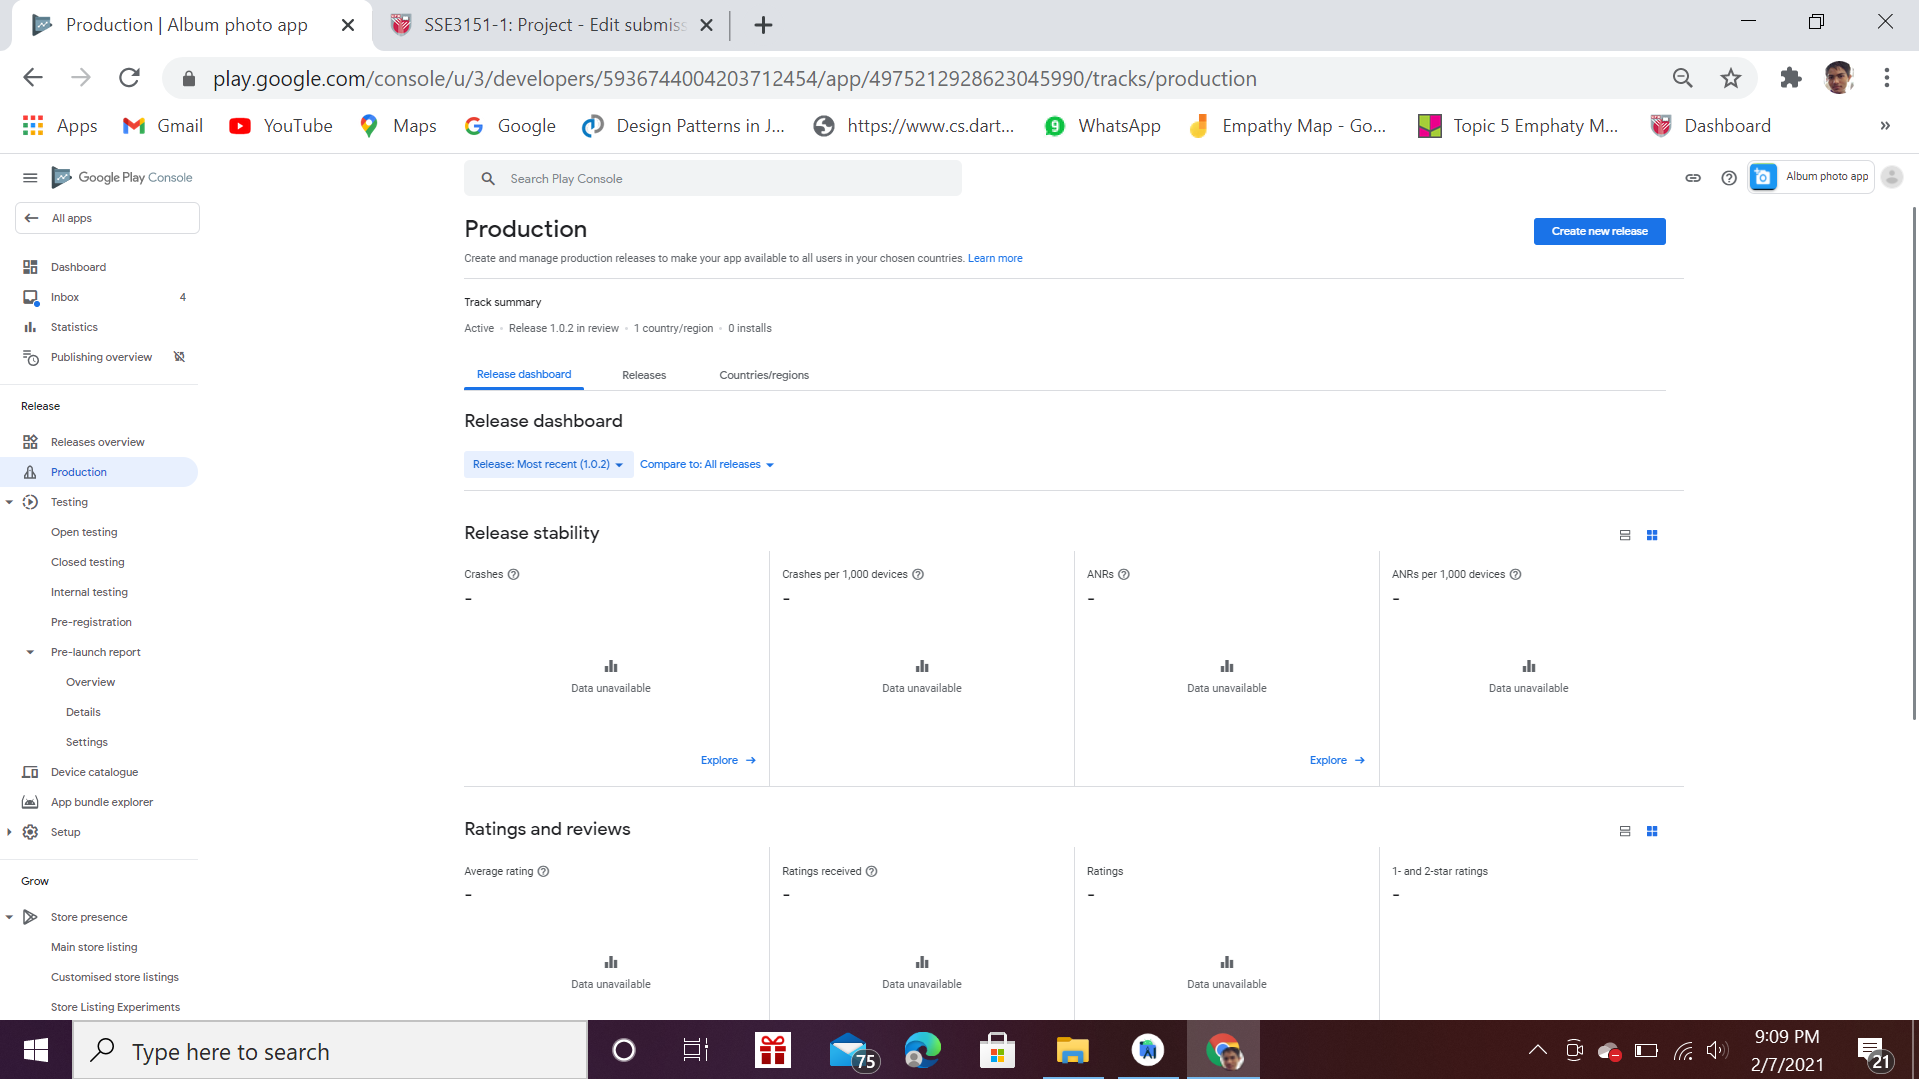 Production | Album photo app
SSE3151-1: Project - Edit submiss
play.google.com/console/u/3/developers/5936744004203712454/app/4975212928623045990/tracks/production
Apps
Gmail
YouTube
Maps
Google
Design Patterns in J...
https://www.cs.dart...
9
WhatsApp
Empathy Map - Go...
Topic 5 Emphaty M...
Dashboard
»
Google Play Console
Search Play Console
Album photo app
All apps
Dashboard
Inbox 4
Statistics
Publishing overview
Release
Releases overview
Production
Testing
Open testing
Closed testing
Internal testing
Pre-registration
Pre-launch report
Overview
Details
Settings
Device catalogue
App bundle explorer
Setup
Grow
Store presence
Main store listing
Customised store listings
Store Listing Experiments
Production
Create new release
Create and manage production releases to make your app available to all users in your chosen countries. Learn more
Track summary
Active · Release 1.0.2 in review · 1 country/region · 0 installs
Release dashboard
Releases
Countries/regions
Release dashboard
Release: Most recent (1.0.2)
Compare to: All releases
Release stability
Crashes
-
Data unavailable
Explore →
Crashes per 1,000 devices
-
Data unavailable
ANRs
-
Data unavailable
Explore →
ANRs per 1,000 devices
-
Data unavailable
Ratings and reviews
Average rating
-
Data unavailable
Ratings received
-
Data unavailable
Ratings
-
Data unavailable
1- and 2-star ratings
-
Type here to search
75
9:09 PM
2/7/2021
21